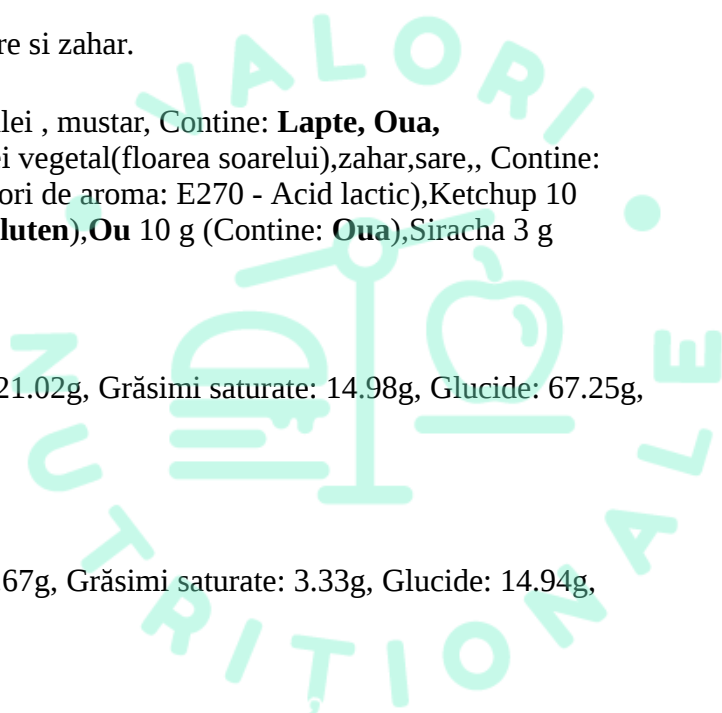 re si zahar.
lei , mustar, Contine: Lapte, Oua,
i vegetal(floarea soarelui),zahar,sare,, Contine:
ori de aroma: E270 - Acid lactic),Ketchup 10
luten),Ou 10 g (Contine: Oua),Siracha 3 g
21.02g, Grăsimi saturate: 14.98g, Glucide: 67.25g,
67g, Grăsimi saturate: 3.33g, Glucide: 14.94g,
VALORI
NUTRIȚIONALE